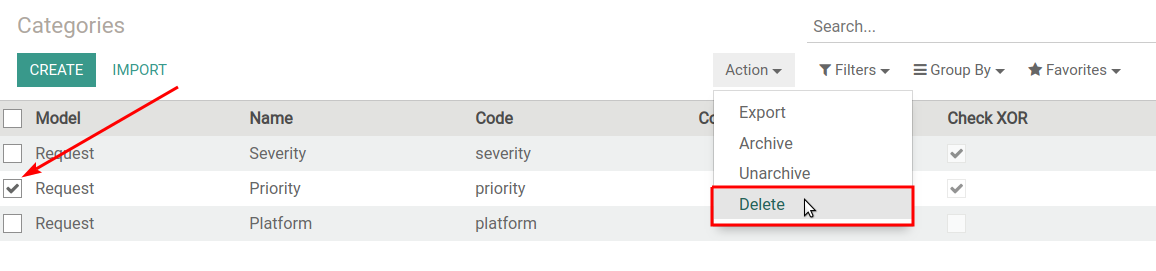 Categories
Search...
CREATE IMPORT Action Filters Group By Favorites
Model Name Code Co Check XOR
Export
Request Severity severity
Archive
Unarchive
Request Priority priority
Delete
Request Platform platform